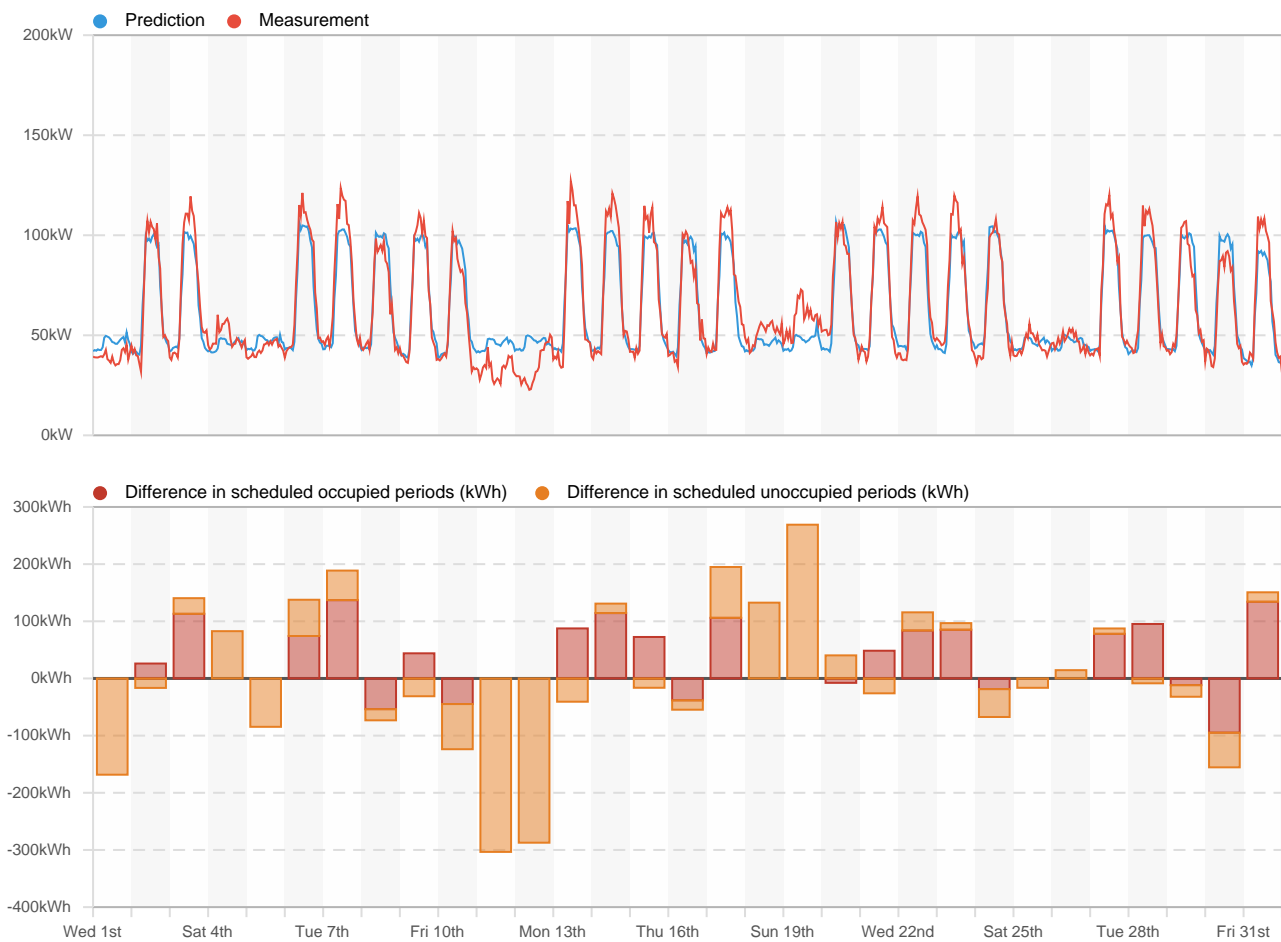 Prediction Measurement
200kW
150kW
100kW
50kW
0kW
Difference in scheduled occupied periods (kWh) Difference in scheduled unoccupied periods (kWh)
300kWh
200kWh
100kWh
0kWh
-100kWh
-200kWh
-300kWh
-400kWh
Wed 1st Sat 4th Tue 7th Fri 10th Mon 13th Thu 16th Sun 19th Wed 22nd Sat 25th Tue 28th Fri 31st